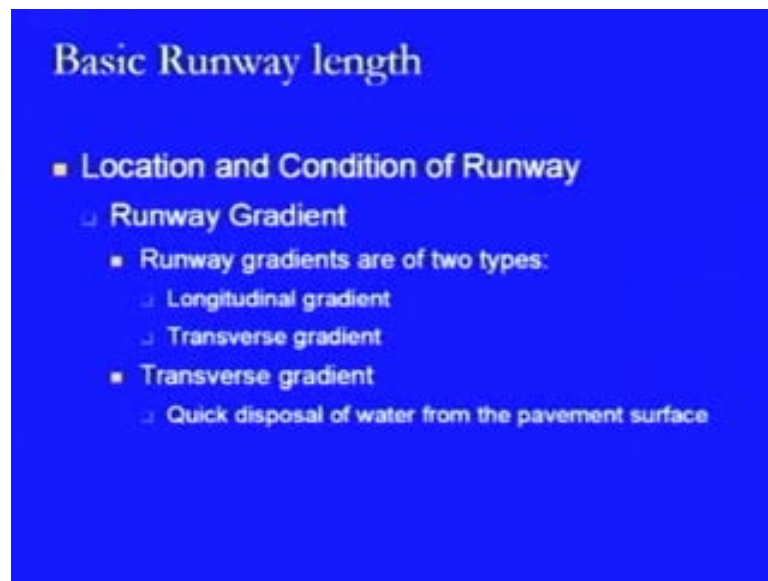 Basic Runway length
Location and Condition of Runway
Runway Gradient
Runway gradients are of two types:
Longitudinal gradient
Transverse gradient
Transverse gradient
Quick disposal of water from the pavement surface